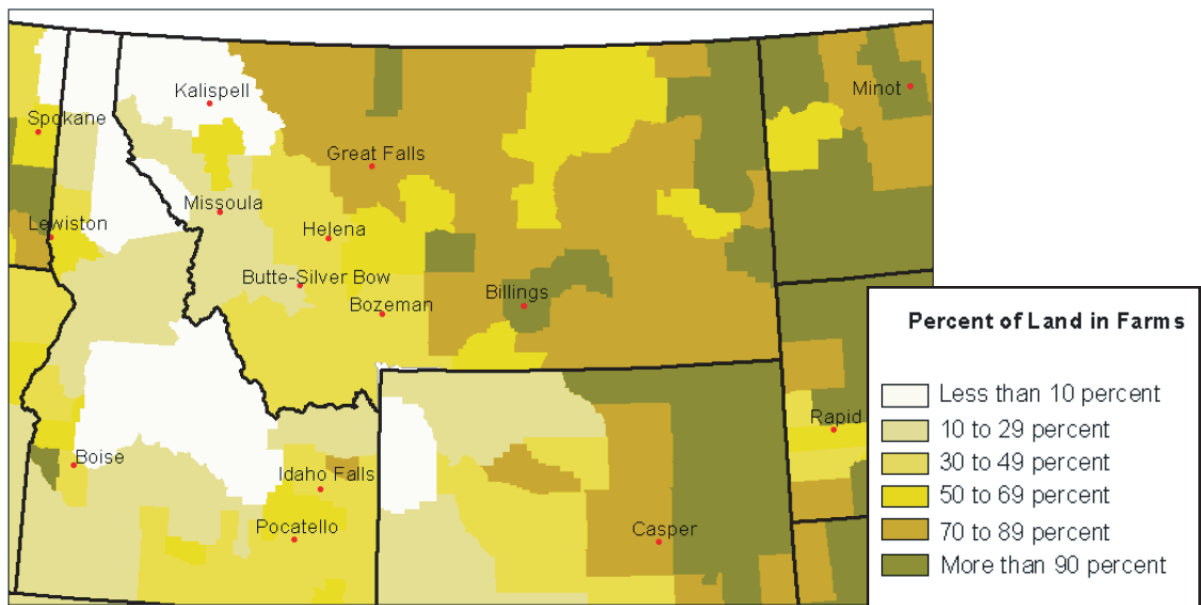 Kalispell
Minot
Spokane
Great Falls
Missoula
Lewiston
Helena
Butte-Silver Bow
Bozeman
Billings
Percent of Land in Farms
Less than 10 percent
10 to 29 percent
30 to 49 percent
50 to 69 percent
70 to 89 percent
More than 90 percent
Rapid
Boise
Idaho Falls
Pocatello
Casper